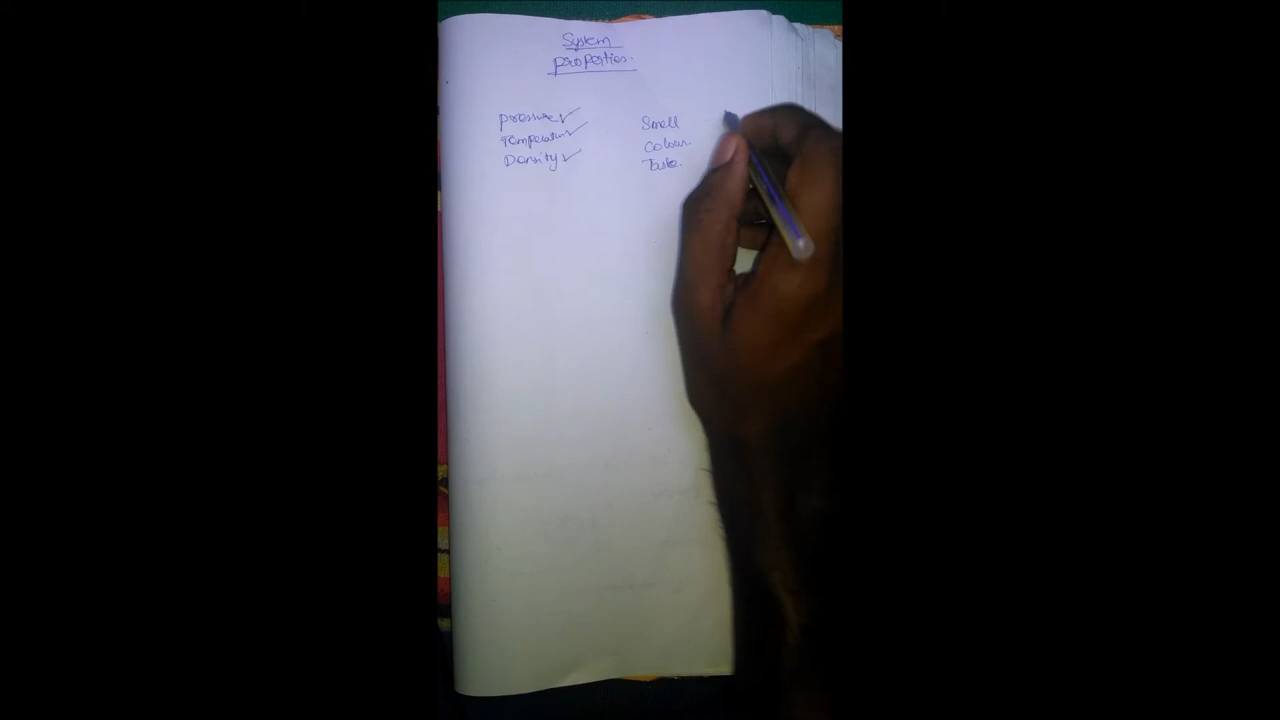 System
properties.
pressure ✓
Temperature ✓
Density ✓
Smell
Colour.
Taste.